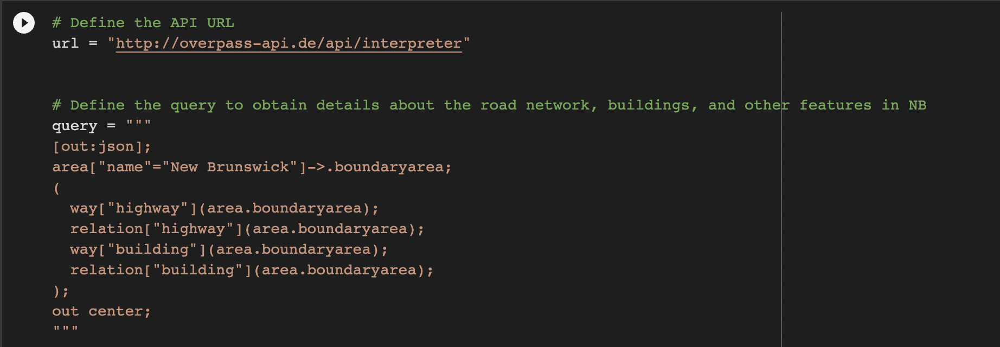 # Define the API URL
url = "http://overpass-api.de/api/interpreter"
# Define the query to obtain details about the road network, buildings, and other features in NB
query = """
[out:json];
area["name"="New Brunswick"]->.boundaryarea;
(
  way["highway"](area.boundaryarea);
  relation["highway"](area.boundaryarea);
  way["building"](area.boundaryarea);
  relation["building"](area.boundaryarea);
);
out center;
"""